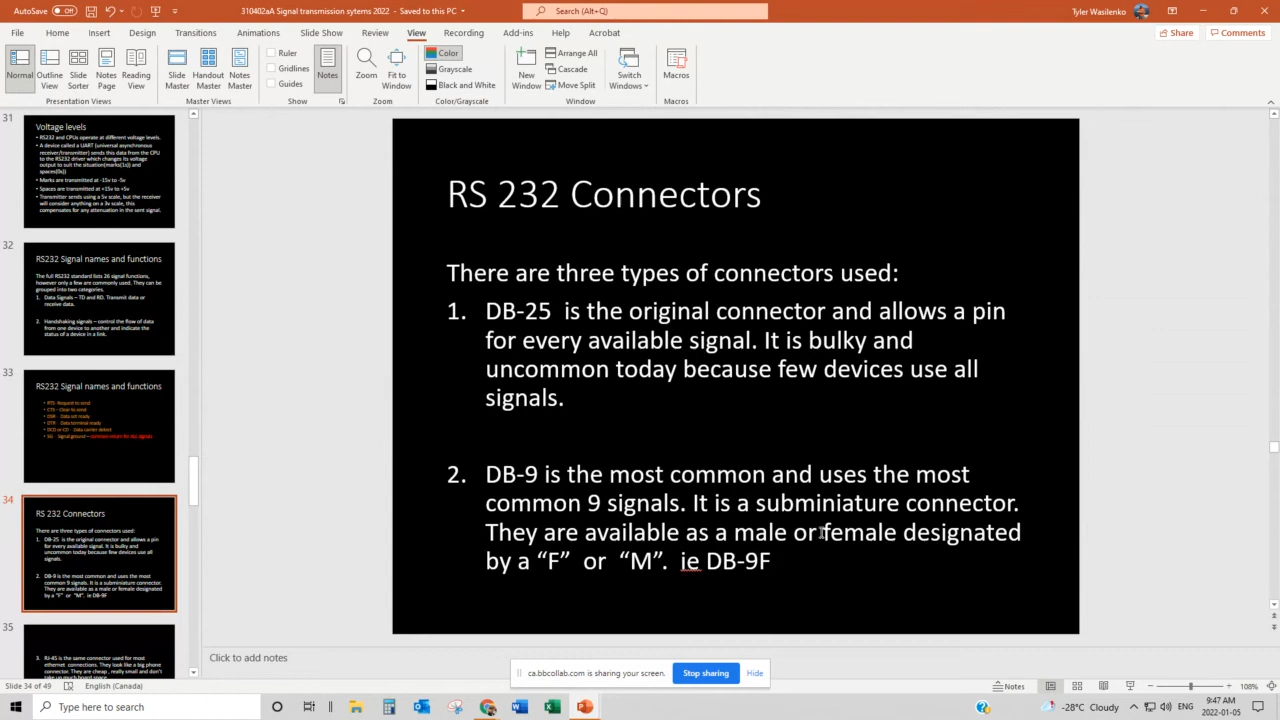 AutoSave Off 310402aA Signal transmission sytems 2022 - Saved to this PC Search (Alt+Q) Tyler Wasilenko
File Home Insert Design Transitions Animations Slide Show Review View Recording Add-ins Help Acrobat Share Comments
Normal Outline View Slide Sorter Notes Page Reading View
Slide Master Handout Master Notes Master
Ruler
Gridlines
Guides
Notes
Zoom Fit to Window
Color
Grayscale
Black and White
New Window
Arrange All
Cascade
Move Split
Switch Windows
Macros
Presentation Views Master Views Show Zoom Color/Grayscale Window Macros
31
Voltage levels
• RS232 and CPUs operate at different voltage levels.
• A device called a UART (universal asynchronous
receiver/transmitter) sends this data from the CPU
to the RS232 driver which changes its voltage
output to suit the situation(marks(1s)) and
spaces(0s))
• Marks are transmitted at -15v to -5v
• Spaces are transmitted at +15v to +5v
• Transmitter sends using a 5v scale, but the receiver
will consider anything on a 3v scale, this
compensates for any attenuation in the sent signal.
32
RS232 Signal names and functions
The full RS232 standard lists 26 signal functions,
however only a few are commonly used. They can be
grouped into two categories.
1. Data Signals – TD and RD. Transmit data or
receive data.
2. Handshaking signals – control the flow of data
from one device to another and indicate the
status of a device in a link.
33
RS232 Signal names and functions
• RTS- Request to send
• CTS - Clear to send
• DSR Data set ready
• DTR Data terminal ready
• DCD or CD Data carrier detect
• SG Signal ground – common return for ALL signals
34
RS 232 Connectors
There are three types of connectors used:
1. DB-25 is the original connector and allows a pin
for every available signal. It is bulky and
uncommon today because few devices use all
signals.
2. DB-9 is the most common and uses the most
common 9 signals. It is a subminiature connector.
They are available as a male or female designated
by a “F” or “M”. ie DB-9F
35
3. RJ-45 is the same connector used for most
ethernet connections. They look like a big phone
connector. They are cheap , really small and don't
take up much board space
RS 232 Connectors
There are three types of connectors used:
1. DB-25 is the original connector and allows a pin
for every available signal. It is bulky and
uncommon today because few devices use all
signals.
2. DB-9 is the most common and uses the most
common 9 signals. It is a subminiature connector.
They are available as a male or female designated
by a “F” or “M”. ie DB-9F
Click to add notes
ca.bbcollab.com is sharing your screen. Stop sharing Hide
Slide 34 of 49 English (Canada) Notes 108%
Type here to search -28°C Cloudy 9:47 AM
2022-01-05